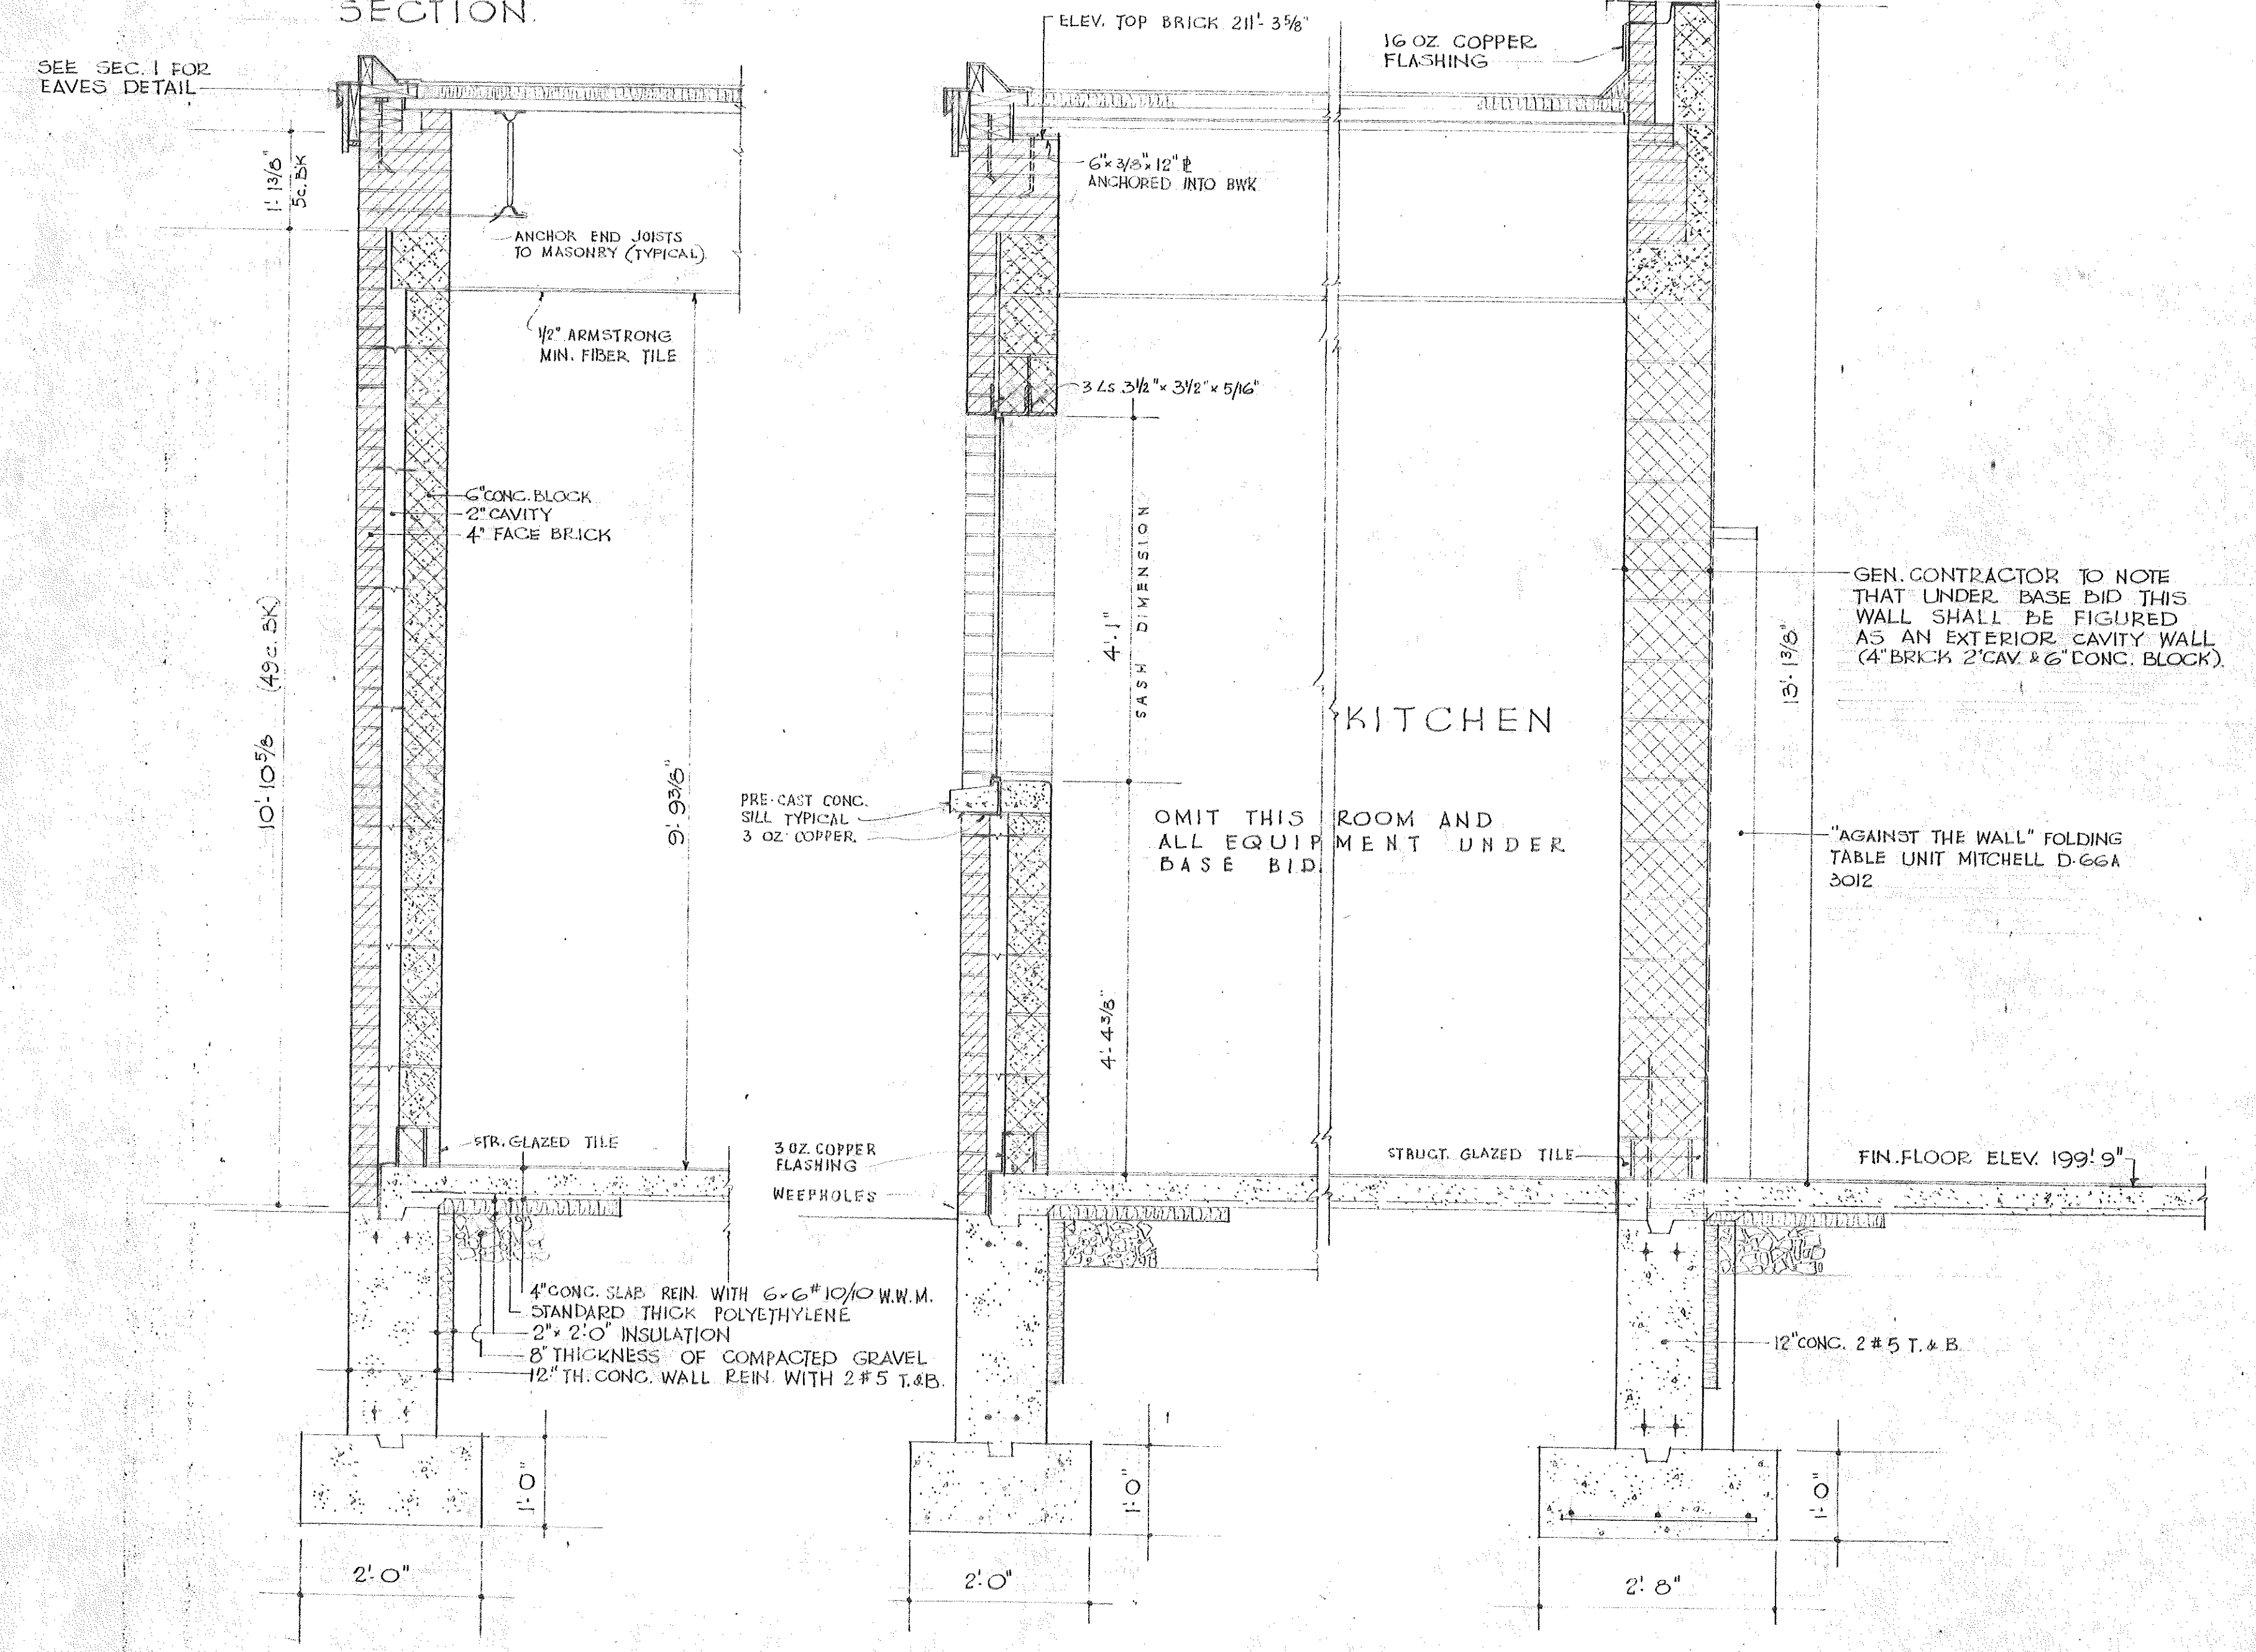 SECTION.
SEE SEC. 1 FOR
EAVES DETAIL
1'-1 3/8"
5c. BK
ANCHOR END JOISTS
TO MASONRY (TYPICAL)
1/2" ARMSTRONG
MIN. FIBER TILE
6" CONC. BLOCK
2" CAVITY
4" FACE BRICK
10'-10 5/8 (49c. BK)
9'-9 3/8"
STR. GLAZED TILE
4" CONC. SLAB REIN. WITH 6x6 #10/10 W.W.M.
STANDARD THICK POLYETHYLENE
2" x 2'-0" INSULATION
8" THICKNESS OF COMPACTED GRAVEL
12" TH. CONC. WALL REIN. WITH 2 #5 T.&B.
1'-0"
2'-0"
ELEV. TOP BRICK 211'-3 5/8"
6" x 3/8" x 12" ℄
ANCHORED INTO BWK
3 Ls 3 1/2" x 3 1/2" x 5/16"
4'-1"
SASH DIMENSION
PRE-CAST CONC.
SILL TYPICAL
3 OZ. COPPER
4'-4 3/8"
3 OZ. COPPER
FLASHING
WEEPHOLES
1'-0"
2'-0"
16 OZ. COPPER
FLASHING
KITCHEN
OMIT THIS ROOM AND
ALL EQUIPMENT UNDER
BASE BID
STRUCT. GLAZED TILE
GEN. CONTRACTOR TO NOTE
THAT UNDER BASE BID THIS
WALL SHALL BE FIGURED
AS AN EXTERIOR CAVITY WALL
(4" BRICK 2" CAV. & 6" CONC. BLOCK).
13'-1 3/8"
"AGAINST THE WALL" FOLDING
TABLE UNIT MITCHELL D-66A
3012
FIN. FLOOR ELEV. 199'-9"
12" CONC. 2 #5 T. & B.
1'-0"
2'-8"